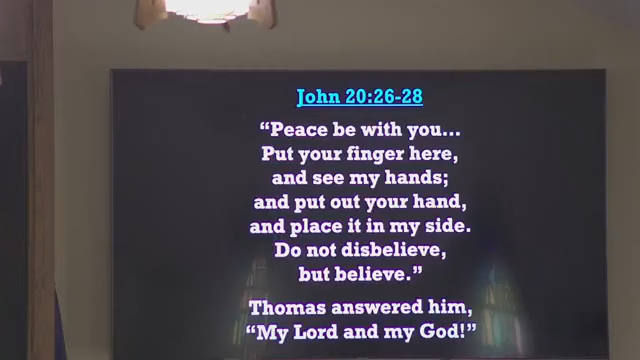 John 20:26-28
“Peace be with you...
Put your finger here,
and see my hands;
and put out your hand,
and place it in my side.
Do not disbelieve,
but believe.”
Thomas answered him,
“My Lord and my God!”